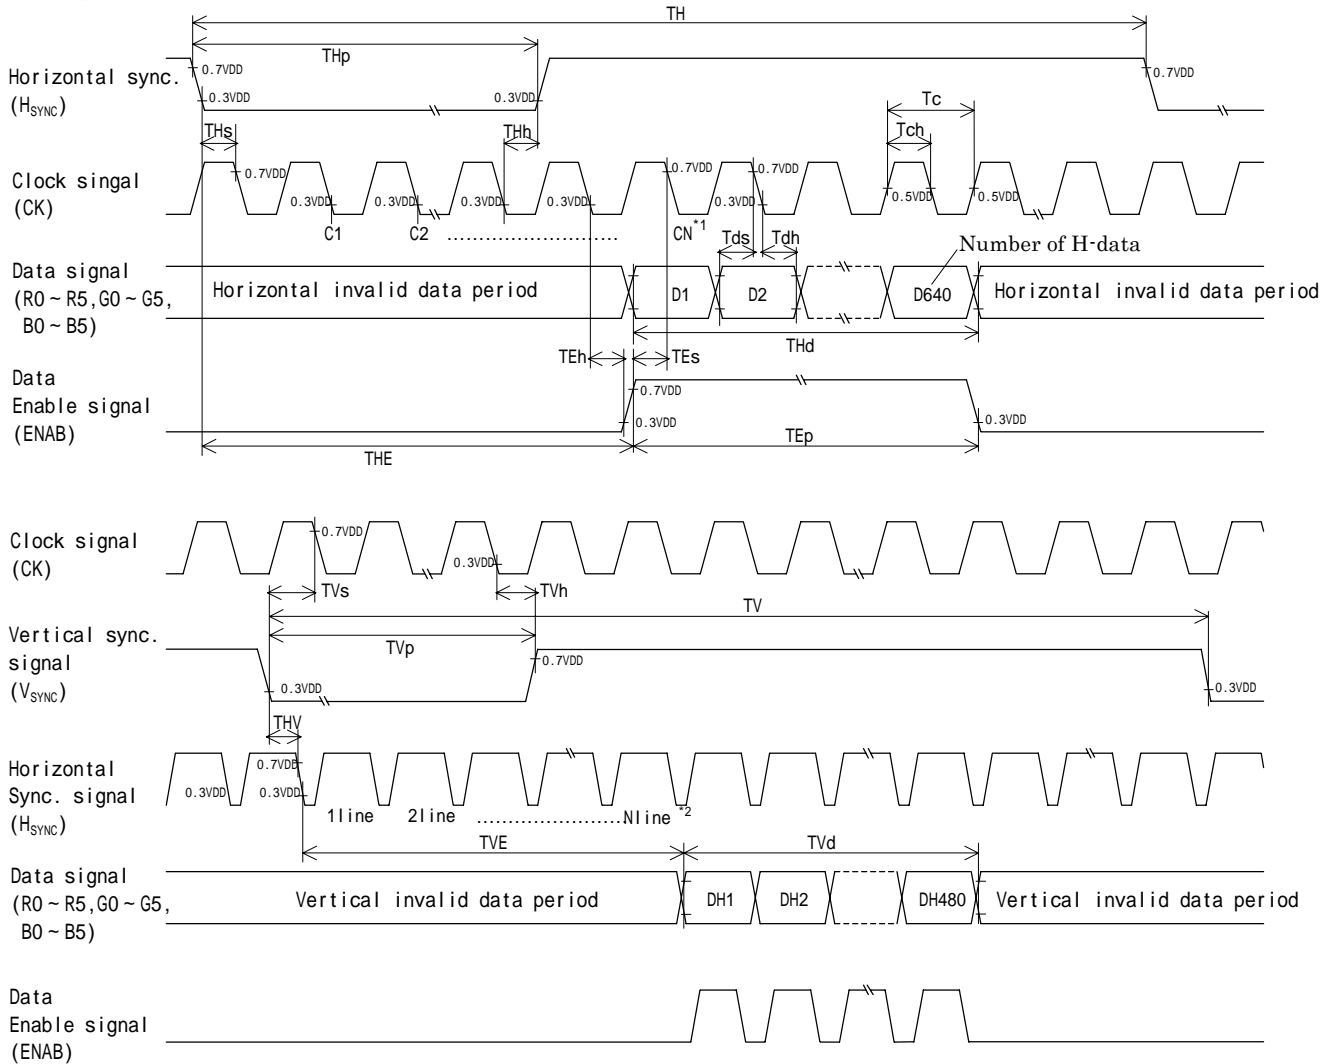 TH
THp
Horizontal sync.
(HSYNC)
0.7VDD
0.3VDD
0.3VDD
0.7VDD
Tc
THs
THh
Tch
Clock singal
(CK)
0.7VDD
0.3VDD
0.3VDD
0.3VDD
0.3VDD
0.7VDD
0.3VDD
0.7VDD
0.5VDD
0.5VDD
C1
C2
....................
CN*1
Tds
Tdh
Number of H-data
Data signal
(R0~R5,G0~G5,
B0~B5)
Horizontal invalid data period
D1
D2
D640
Horizontal invalid data period
THd
TEh
TEs
Data
Enable signal
(ENAB)
0.7VDD
0.3VDD
0.3VDD
THE
TEp
Clock signal
(CK)
0.7VDD
0.3VDD
TVs
TVh
TV
Vertical sync.
signal
(VSYNC)
TVp
0.3VDD
0.7VDD
0.3VDD
THV
Horizontal
Sync. signal
(HSYNC)
0.3VDD
0.7VDD
0.3VDD
1line
2line
........................Nline *2
TVE
TVd
Data signal
(R0~R5,G0~G5,
B0~B5)
Vertical invalid data period
DH1
DH2
DH480
Vertical invalid data period
Data
Enable signal
(ENAB)